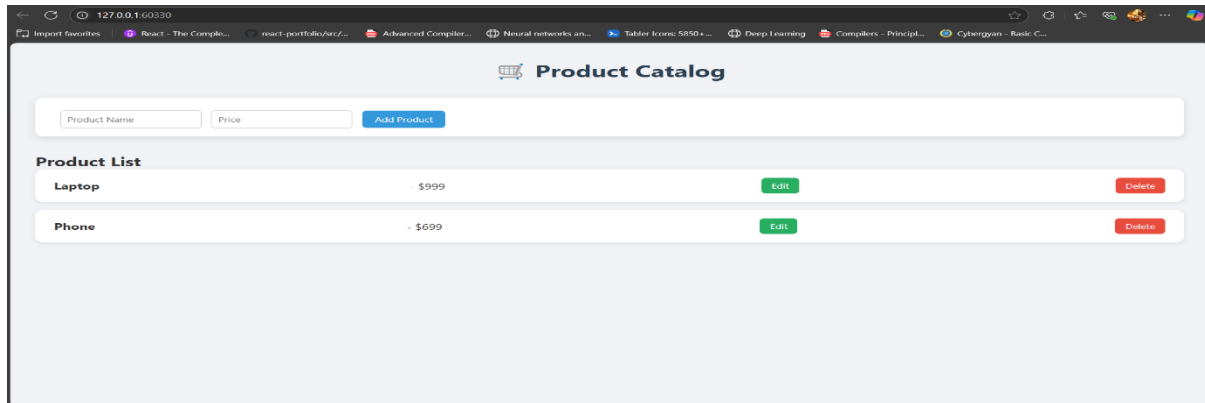 127.0.0.1:60330
Import favorites React - The Comple... react-portfolio/src/... Advanced Compiler... Neural networks an... Tabler Icons: 5850+... Deep Learning Compilers - Principl... Cybergyan - Basic C...
Product Catalog
Product Name Price Add Product
Product List
Laptop - $999 Edit Delete
Phone - $699 Edit Delete